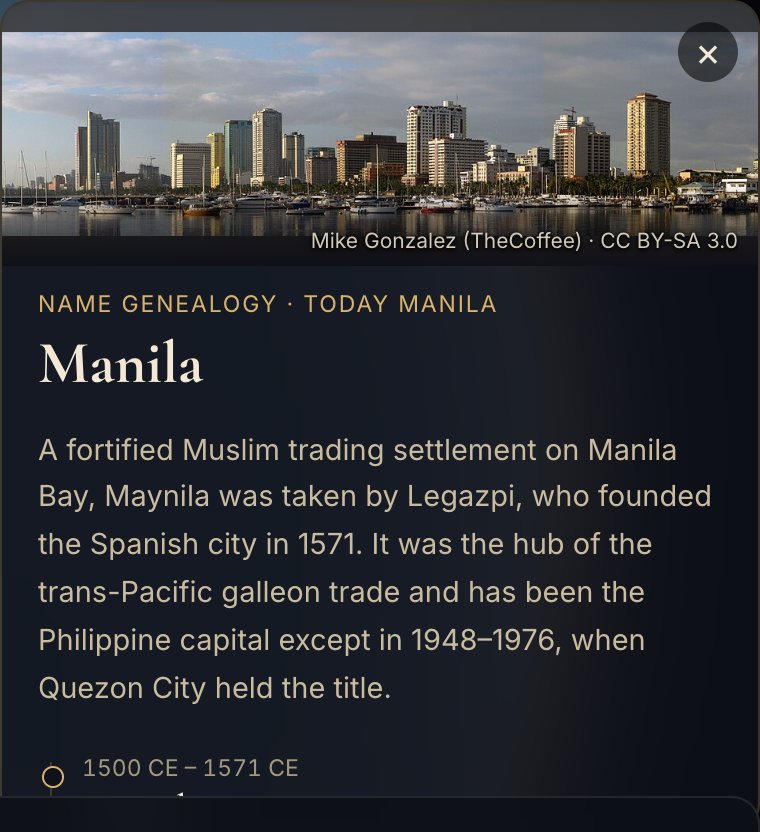 Mike Gonzalez (TheCoffee) · CC BY-SA 3.0
NAME GENEALOGY · TODAY MANILA
Manila
A fortified Muslim trading settlement on Manila
Bay, Maynila was taken by Legazpi, who founded
the Spanish city in 1571. It was the hub of the
trans-Pacific galleon trade and has been the
Philippine capital except in 1948–1976, when
Quezon City held the title.
1500 CE – 1571 CE